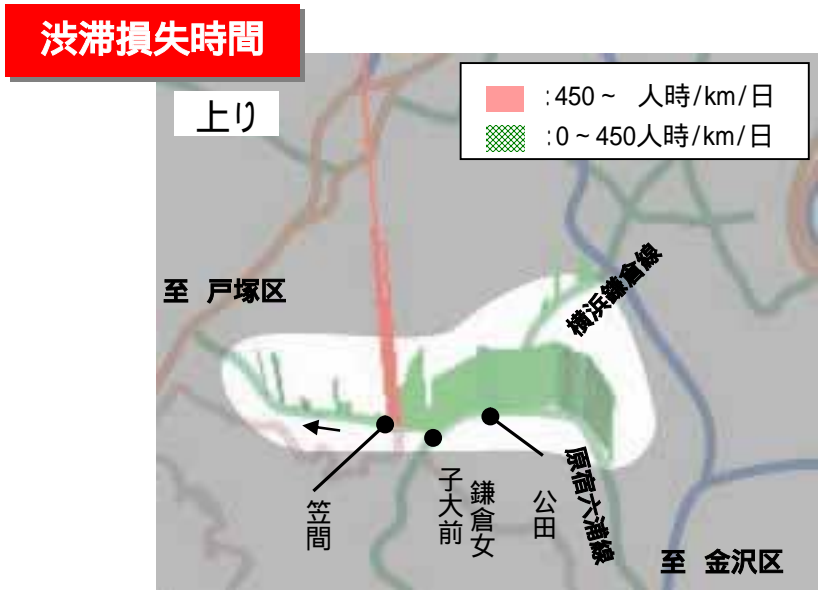 渋滞損失時間
上り
:450～ 人時/km/日
:0～450人時/km/日
至 戸塚区
横浜鎌倉線
笠間
鎌倉女
子大前
公田
原宿六浦線
至 金沢区